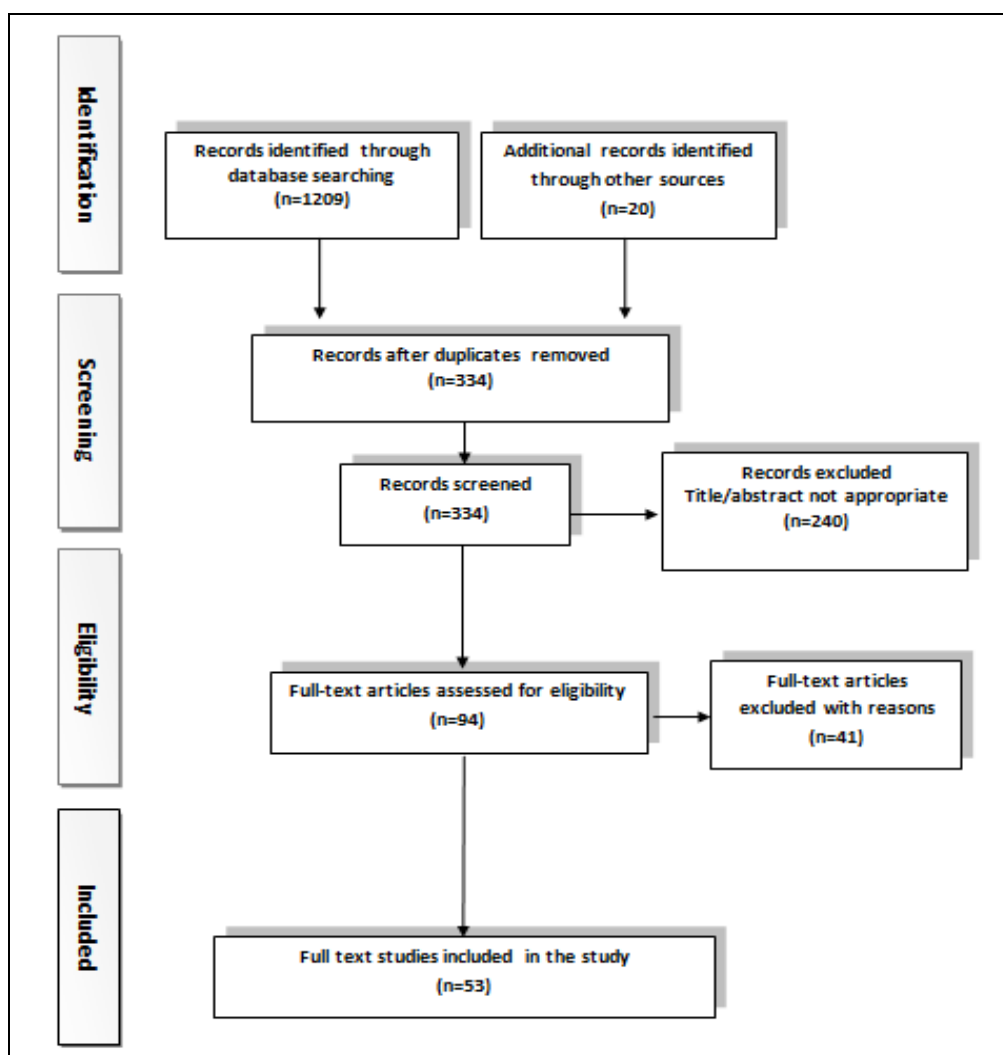 Identification
Records identified through
database searching
(n=1209)
Additional records identified
through other sources
(n=20)
Screening
Records after duplicates removed
(n=334)
Records screened
(n=334)
Records excluded
Title/abstract not appropriate
(n=240)
Eligibility
Full-text articles assessed for eligibility
(n=94)
Full-text articles
excluded with reasons
(n=41)
Included
Full text studies included in the study
(n=53)